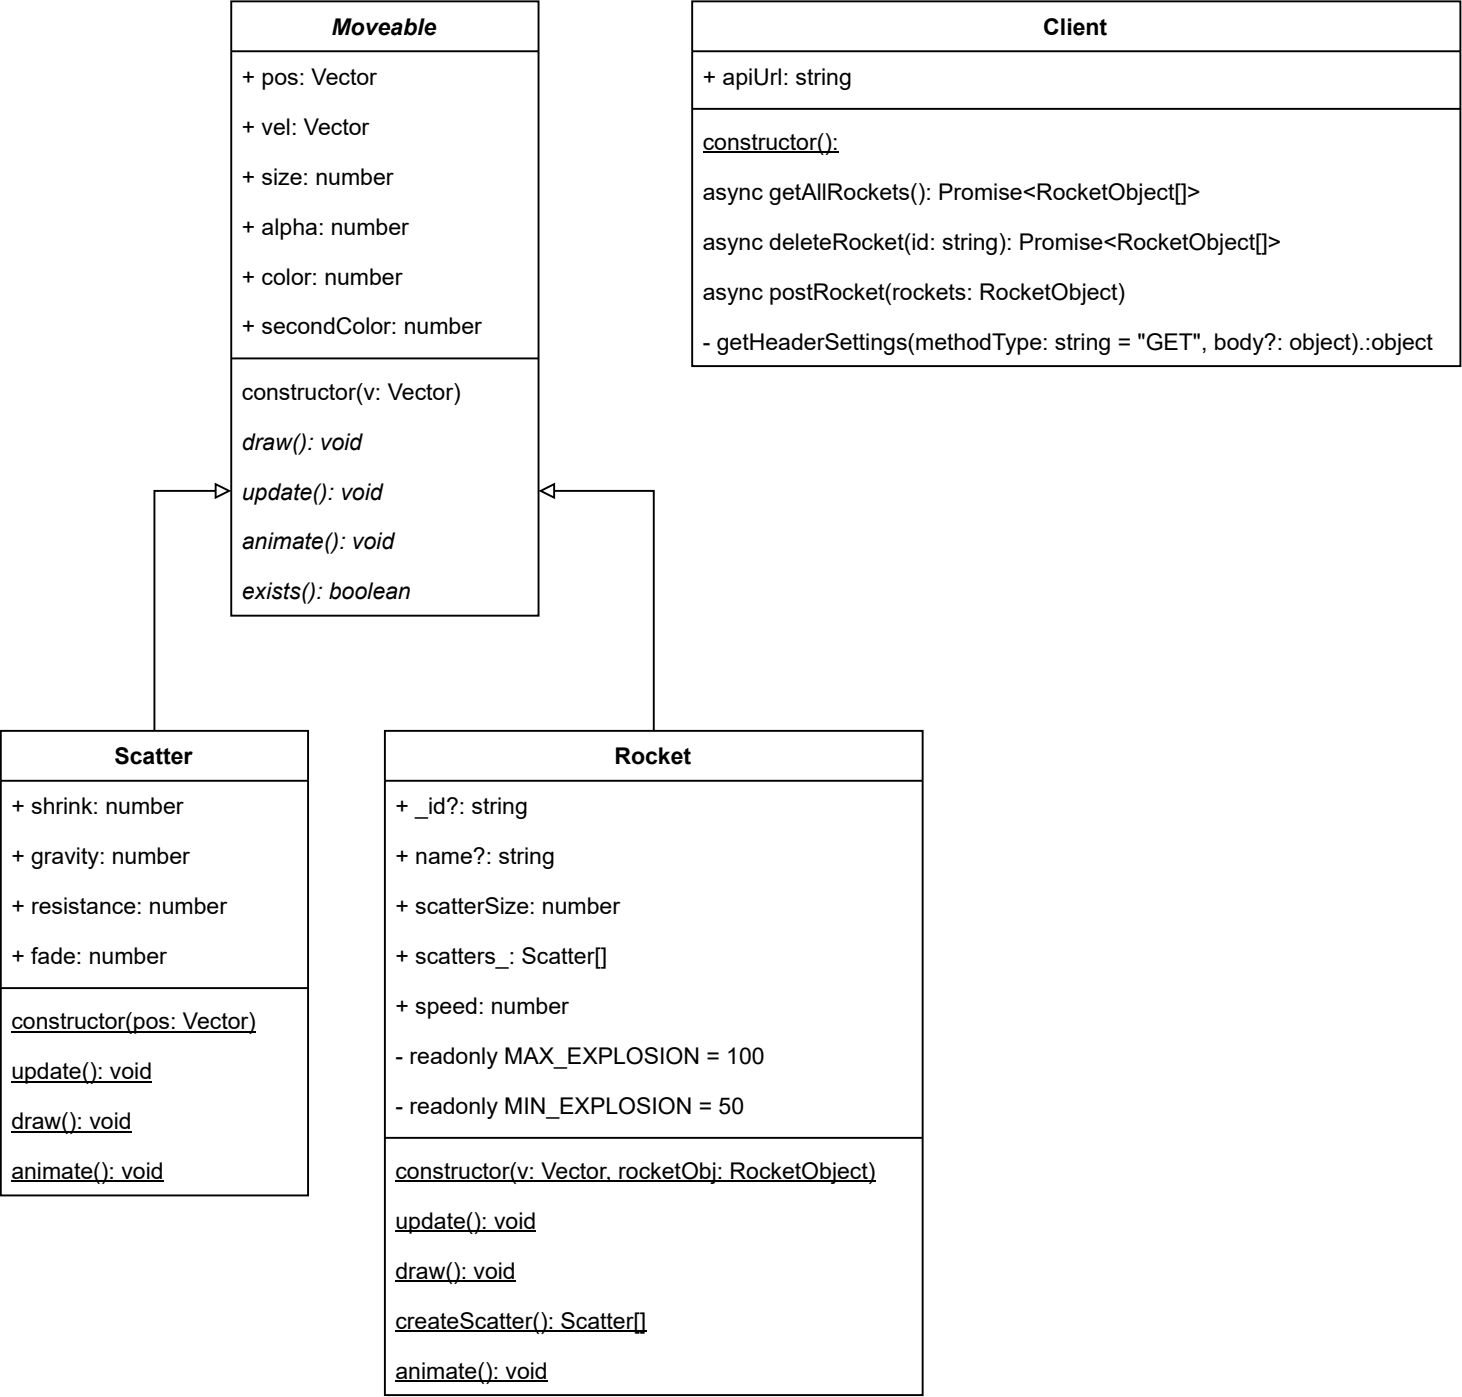 Moveable
+ pos: Vector
+ vel: Vector
+ size: number
+ alpha: number
+ color: number
+ secondColor: number
constructor(v: Vector)
draw(): void
update(): void
animate(): void
exists(): boolean
Client
+ apiUrl: string
constructor():
async getAllRockets(): Promise<RocketObject[]>
async deleteRocket(id: string): Promise<RocketObject[]>
async postRocket(rockets: RocketObject)
- getHeaderSettings(methodType: string = "GET", body?: object).:object
Scatter
+ shrink: number
+ gravity: number
+ resistance: number
+ fade: number
constructor(pos: Vector)
update(): void
draw(): void
animate(): void
Rocket
+ _id?: string
+ name?: string
+ scatterSize: number
+ scatters_: Scatter[]
+ speed: number
- readonly MAX_EXPLOSION = 100
- readonly MIN_EXPLOSION = 50
constructor(v: Vector, rocketObj: RocketObject)
update(): void
draw(): void
createScatter(): Scatter[]
animate(): void